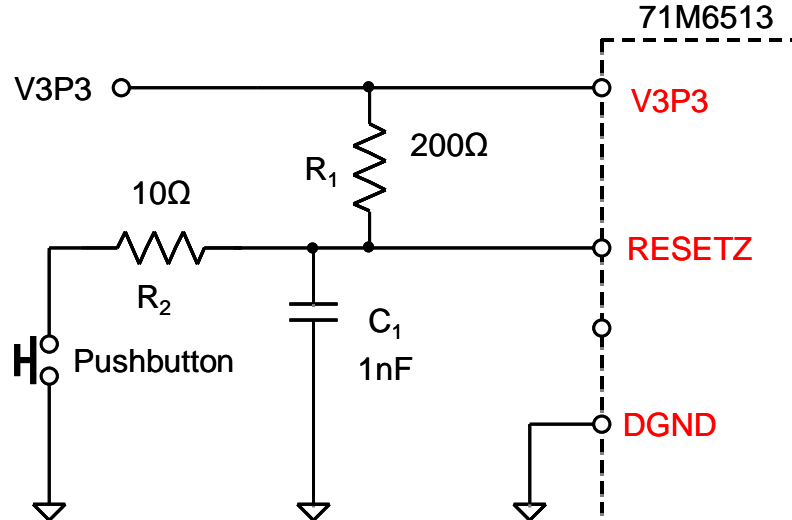 71M6513
V3P3
V3P3
200Ω
R1
10Ω
RESETZ
R2
C1
Pushbutton
1nF
DGND